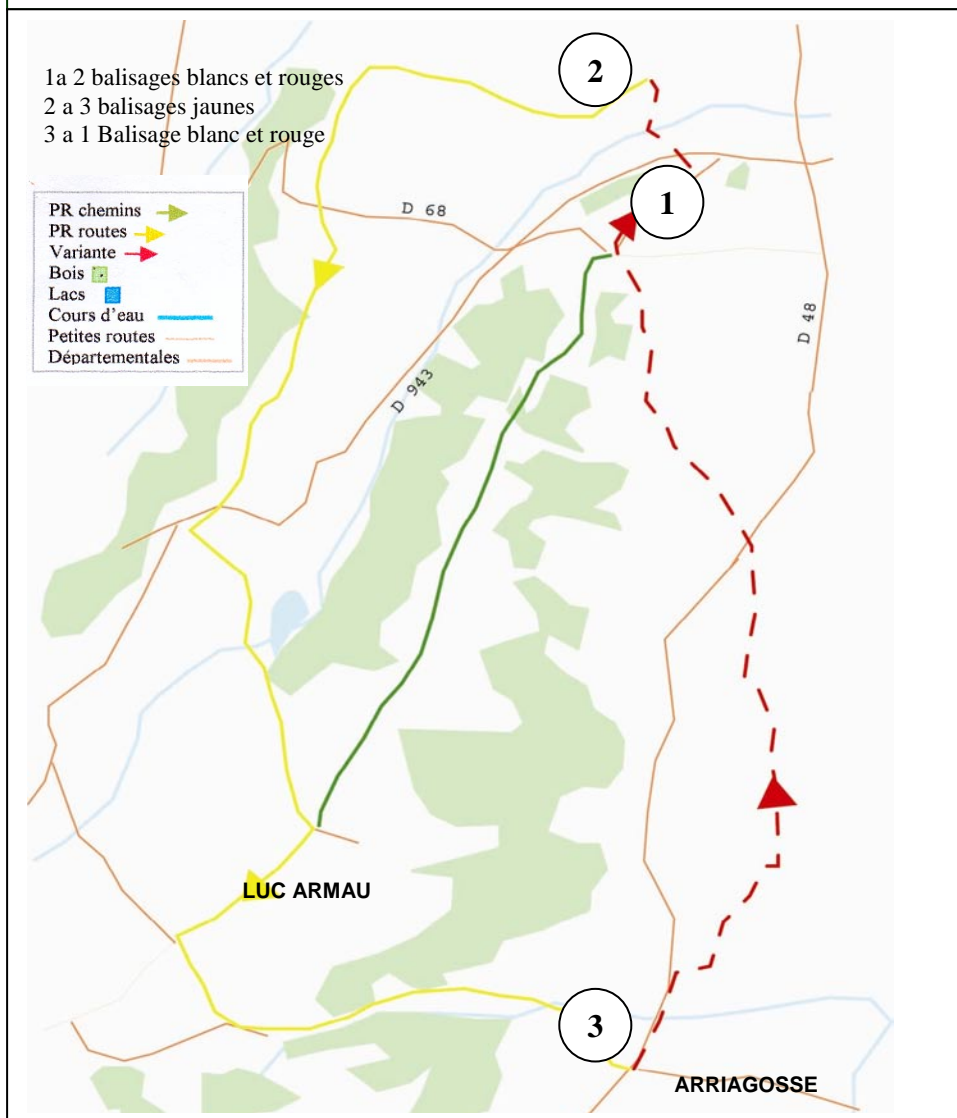 1a 2 balisages blancs et rouges
2 a 3 balisages jaunes
3 a 1 Balisage blanc et rouge
2
1
PR chemins
PR routes
Variante
Bois
Lacs
Cours d'eau
Petites routes
Départementales
D 68
D 48
D 943
LUC ARMAU
3
ARRIAGOSSE